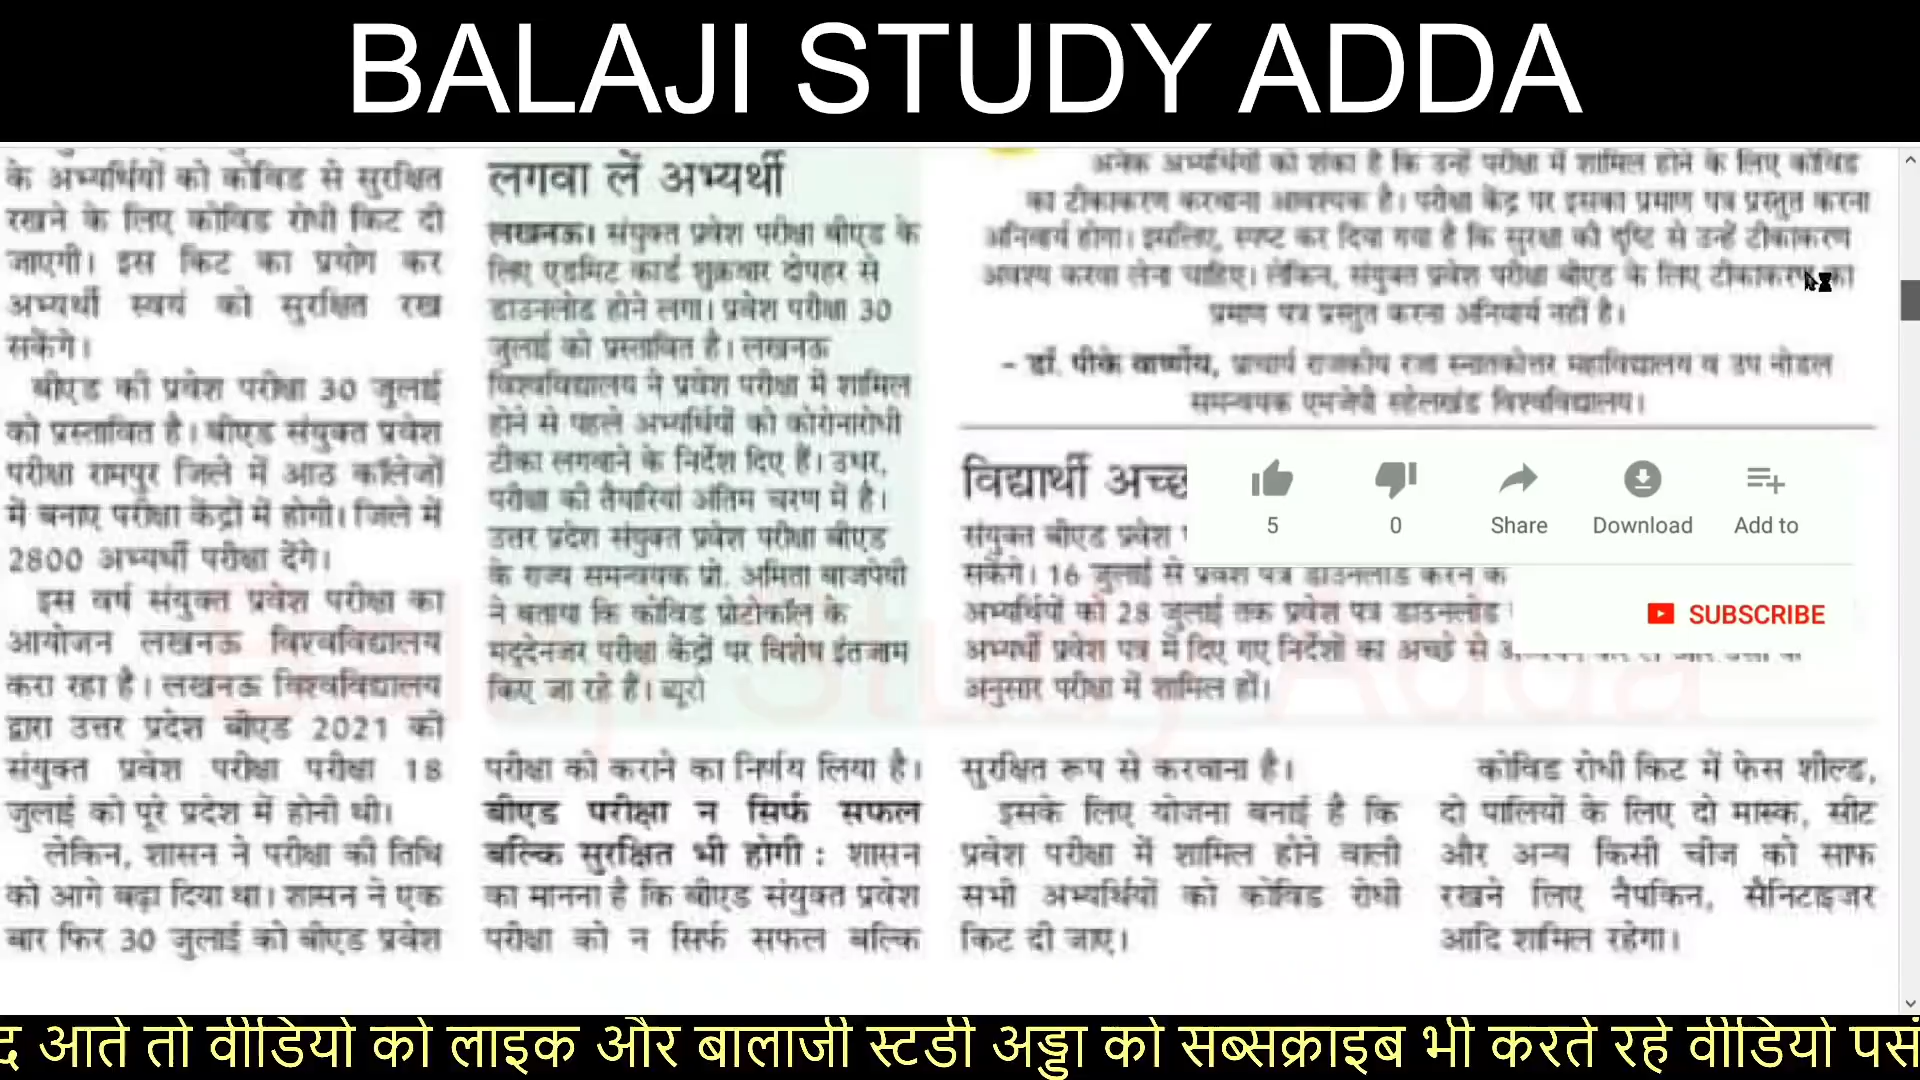 BALAJI STUDY ADDA
के अभ्यर्थियों को कोविड से सुरक्षित
रखने के लिए कोविड रोधी किट दी
जाएगी। इस किट का प्रयोग कर
अभ्यर्थी स्वयं को सुरक्षित रख
सकेंगे।
बीएड की प्रवेश परीक्षा 30 जुलाई
को प्रस्तावित है। बीएड संयुक्त प्रवेश
परीक्षा रामपुर जिले में आठ कॉलेजों
में बनाए परीक्षा केंद्रों में होगी। जिले में
2800 अभ्यर्थी परीक्षा देंगे।
इस वर्ष संयुक्त प्रवेश परीक्षा का
आयोजन लखनऊ विश्वविद्यालय
करा रहा है। लखनऊ विश्वविद्यालय
द्वारा उत्तर प्रदेश बीएड 2021 की
संयुक्त प्रवेश परीक्षा परीक्षा 18
जुलाई को पूरे प्रदेश में होनी थी।
लेकिन, शासन ने परीक्षा की तिथि
को आगे बढ़ा दिया था। शासन ने एक
बार फिर 30 जुलाई को बीएड प्रवेश
लगवा लें अभ्यर्थी
लखनऊ। संयुक्त प्रवेश परीक्षा बीएड के
लिए एडमिट कार्ड शुक्रवार दोपहर से
डाउनलोड होने लगा। प्रवेश परीक्षा 30
जुलाई को प्रस्तावित है। लखनऊ
विश्वविद्यालय ने प्रवेश परीक्षा में शामिल
होने से पहले अभ्यर्थियों को कोरोनारोधी
टीका लगवाने के निर्देश दिए हैं। उधर,
परीक्षा की तैयारियां अंतिम चरण में है।
उत्तर प्रदेश संयुक्त प्रवेश परीक्षा बीएड
के राज्य समन्वयक प्रो. अमिता बाजपेयी
ने बताया कि कोविड प्रोटोकॉल के
मद्देनजर परीक्षा केंद्रों पर विशेष इंतजाम
किए जा रहे हैं। ब्यूरो
परीक्षा को कराने का निर्णय लिया है।
बीएड परीक्षा न सिर्फ सफल
बल्कि सुरक्षित भी होगी : शासन
का मानना है कि बीएड संयुक्त प्रवेश
परीक्षा को न सिर्फ सफल बल्कि
अनेक अभ्यर्थियों को शंका है कि उन्हें परीक्षा में शामिल होने के लिए कोविड
का टीकाकरण करवाना आवश्यक है। परीक्षा केंद्र पर इसका प्रमाण पत्र प्रस्तुत करना
अनिवार्य होगा। इसलिए, स्पष्ट कर दिया गया है कि सुरक्षा की दृष्टि से उन्हें टीकाकरण
अवश्य करवा लेना चाहिए। लेकिन, संयुक्त प्रवेश परीक्षा बीएड के लिए टीकाकरण का
प्रमाण पत्र प्रस्तुत करना अनिवार्य नहीं है।
- डॉ. पीके वार्ष्णेय, प्राचार्य राजकीय रजा स्नातकोत्तर महाविद्यालय व उप नोडल
समन्वयक एमजेपी रुहेलखंड विश्वविद्यालय।
विद्यार्थी
संयुक्त बीएड प्रवेश
सकेंगे। 16 जुलाई से प्रवेश पत्र डाउनलोड करने के
अभ्यर्थियों को 28 जुलाई तक प्रवेश पत्र डाउनलोड
अभ्यर्थी प्रवेश पत्र में दिए गए निर्देशों का अच्छे से
अनुसार परीक्षा में शामिल हों।
5 0 Share Download Add to
SUBSCRIBE
Balaji Study Adda
सुरक्षित रूप से करवाना है।
इसके लिए योजना बनाई है कि
प्रवेश परीक्षा में शामिल होने वाली
सभी अभ्यर्थियों को कोविड रोधी
किट दी जाए।
कोविड रोधी किट में फेस शील्ड,
दो पालियों के लिए दो मास्क, सीट
और अन्य किसी चीज को साफ
रखने लिए नैपकिन, सैनिटाइजर
आदि शामिल रहेगा।
आते तो वीडियो को लाइक और बालाजी स्टडी अड्डा को सब्सक्राइब भी करते रहे वीडियो